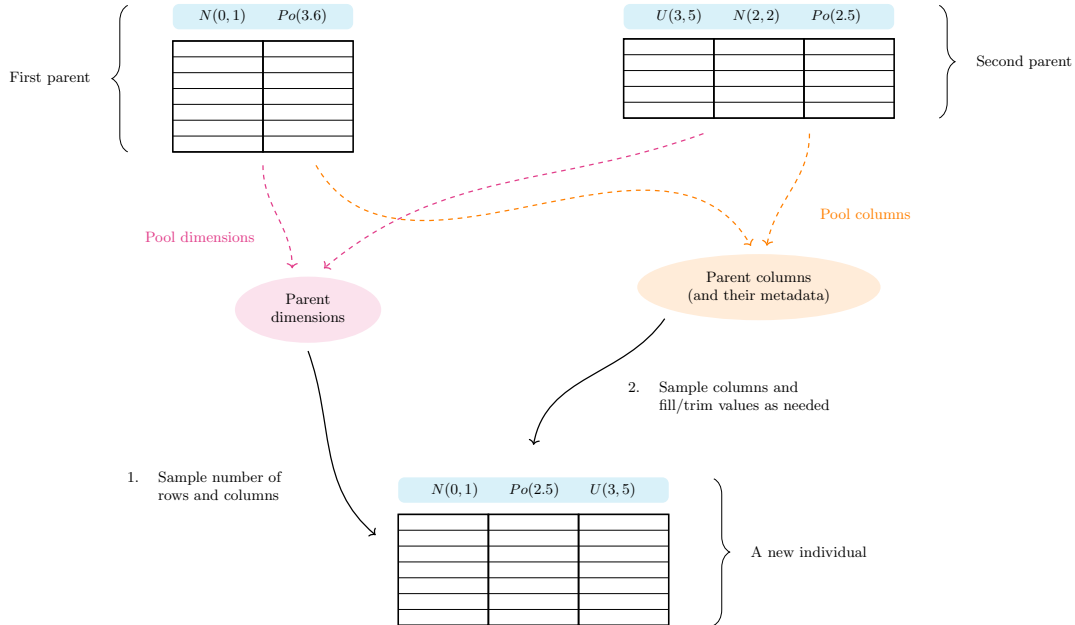 N(0, 1) Po(3.6)
U(3, 5) N(2, 2) Po(2.5)
First parent
Second parent
Pool dimensions
Pool columns
Parent
dimensions
Parent columns
(and their metadata)
2. Sample columns and
fill/trim values as needed
1. Sample number of
rows and columns
N(0, 1) Po(2.5) U(3, 5)
A new individual